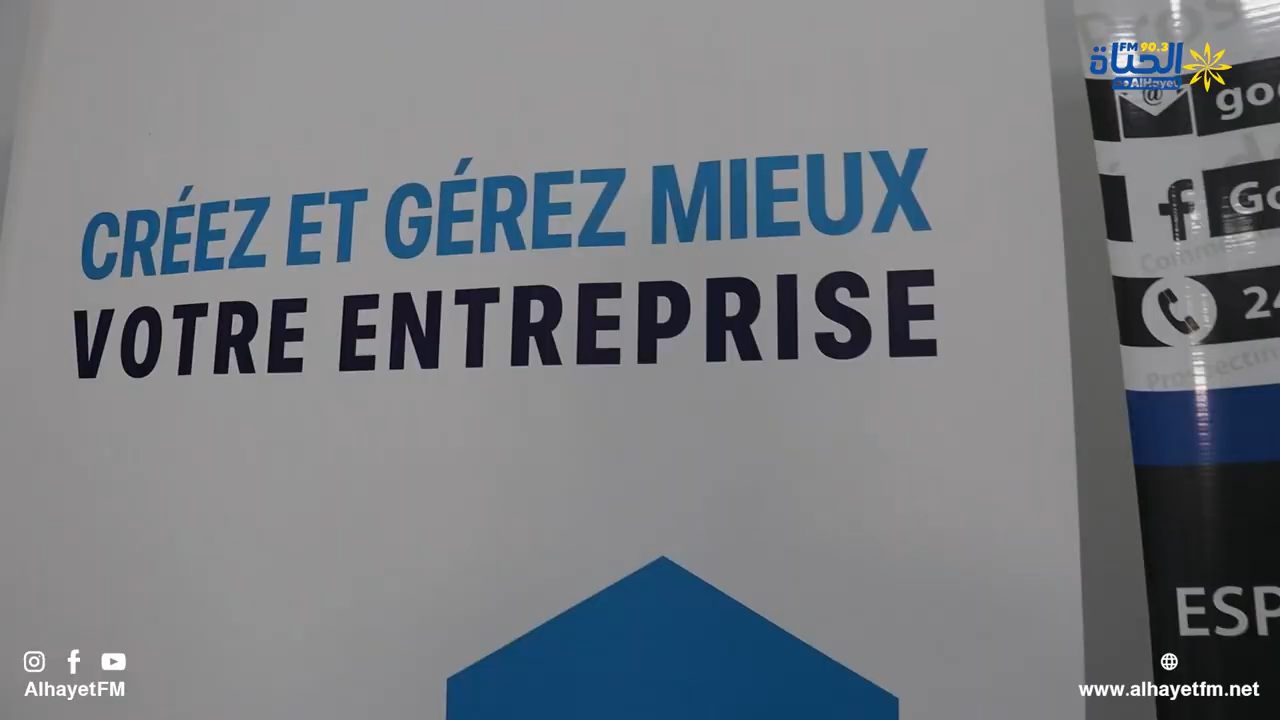 CRÉEZ ET GÉREZ MIEUX
VOTRE ENTREPRISE
FM 90.3
الحياة
AlHayet
@
goo
Go
24
ESP
AlhayetFM
www.alhayetfm.net